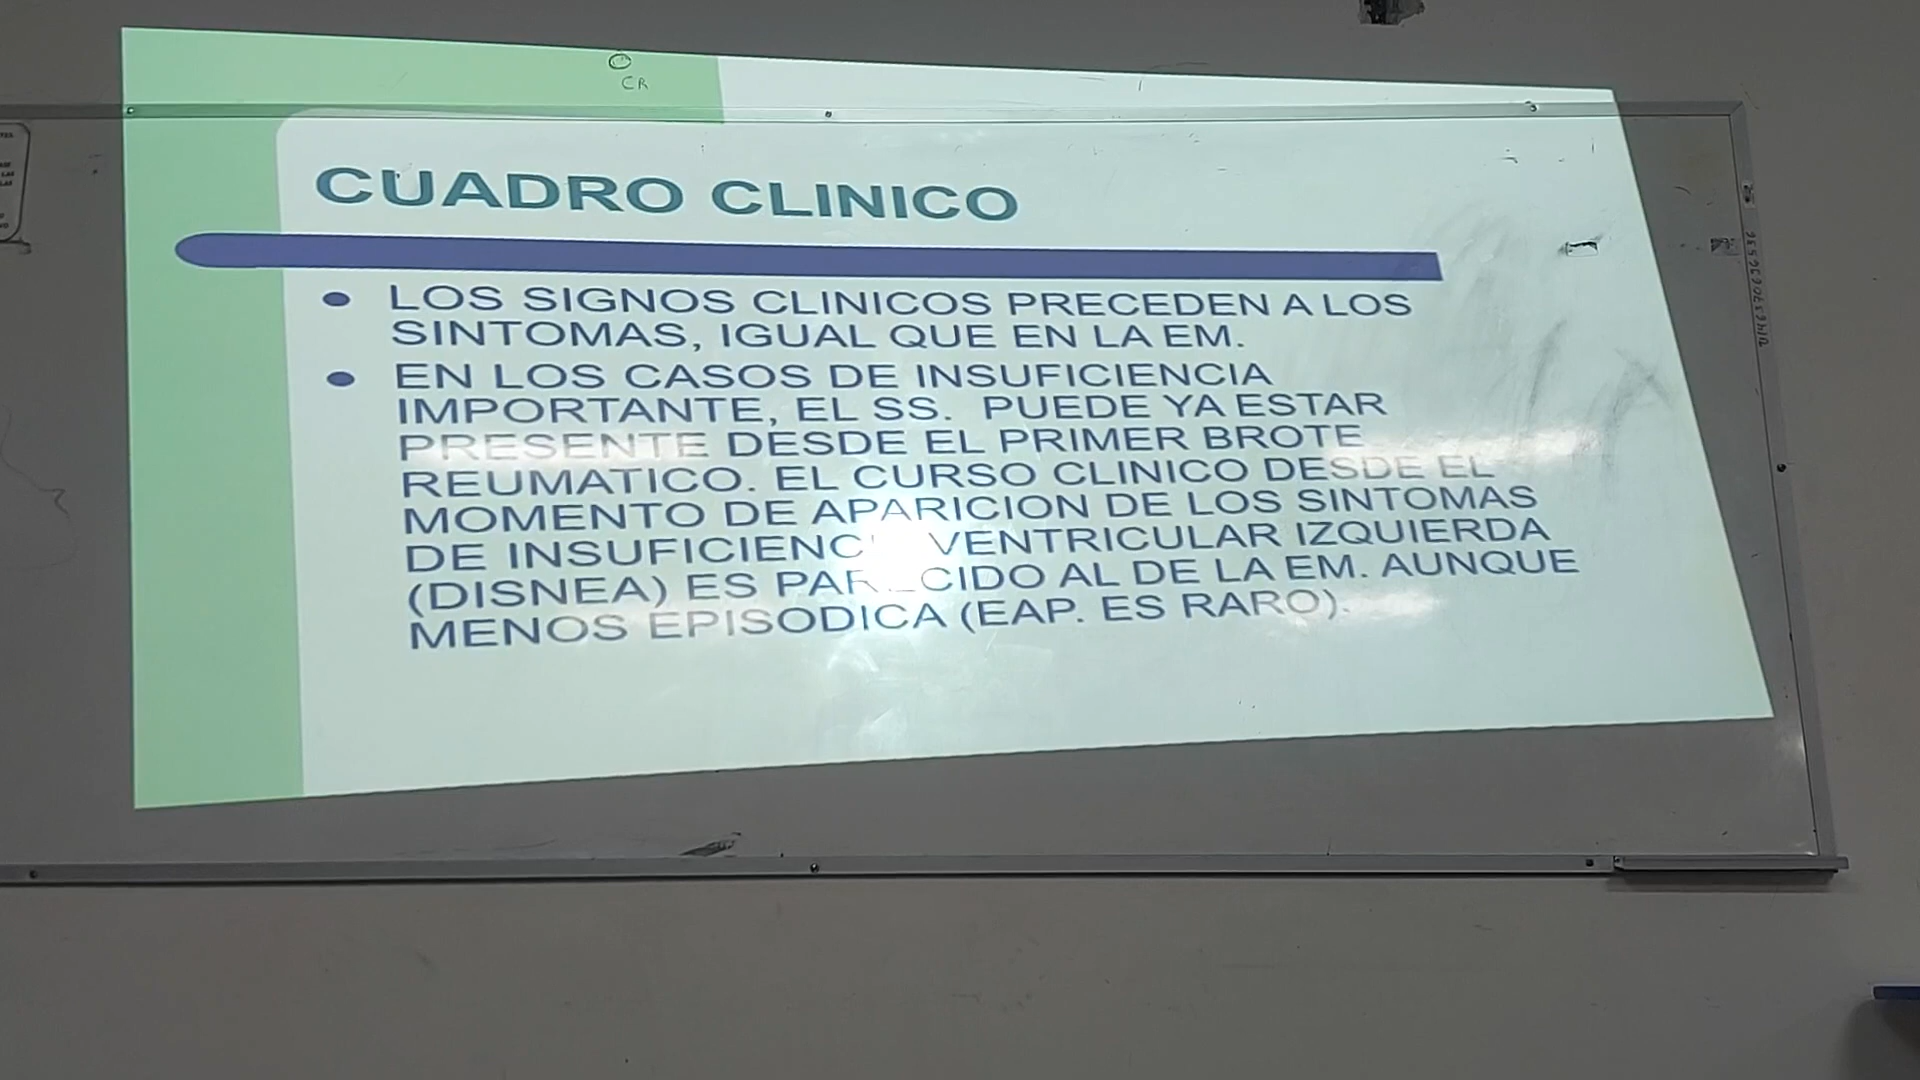 CR
CUADRO CLINICO
● LOS SIGNOS CLINICOS PRECEDEN A LOS
SINTOMAS, IGUAL QUE EN LA EM.
● EN LOS CASOS DE INSUFICIENCIA
IMPORTANTE, EL SS. PUEDE YA ESTAR
PRESENTE DESDE EL PRIMER BROTE
REUMATICO. EL CURSO CLINICO DESDE EL
MOMENTO DE APARICION DE LOS SINTOMAS
DE VENTRICULAR IZQUIERDA
(DISNEA) ES AL DE LA EM. AUNQUE
MENOS EPISODICA (EAP. ES RARO).